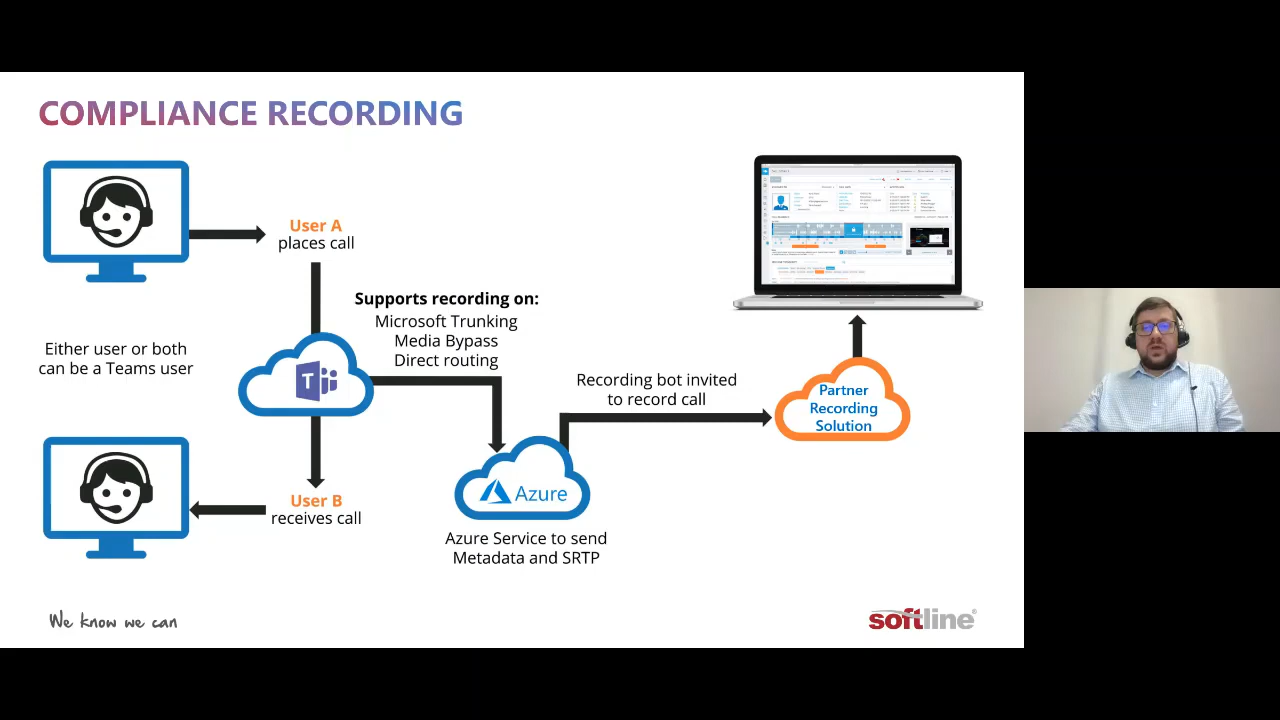 COMPLIANCE RECORDING
User A
places call
Supports recording on:
Microsoft Trunking
Media Bypass
Direct routing
Either user or both
can be a Teams user
T
Recording bot invited
to record call
Partner
Recording
Solution
User B
receives call
Azure
Azure Service to send
Metadata and SRTP
We know we can
softline